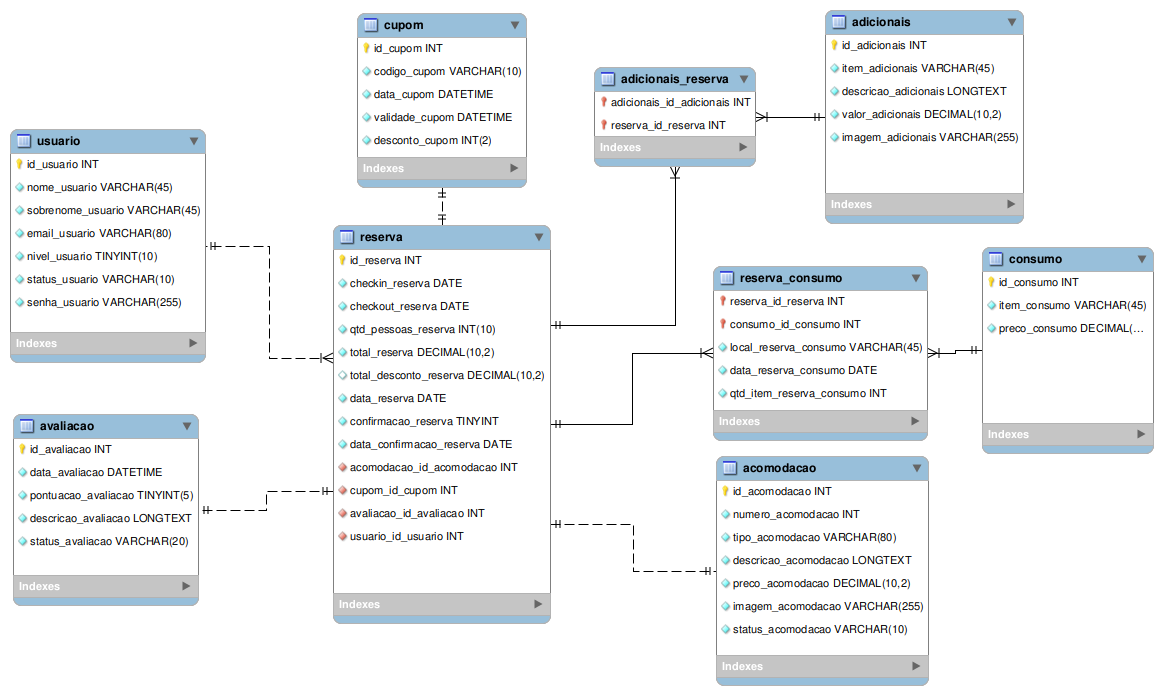 cupom
id_cupom INT
codigo_cupom VARCHAR(10)
data_cupom DATETIME
validade_cupom DATETIME
desconto_cupom INT(2)
Indexes
adicionais
id_adicionais INT
item_adicionais VARCHAR(45)
descricao_adicionais LONGTEXT
valor_adicionais DECIMAL(10,2)
imagem_adicionais VARCHAR(255)
Indexes
adicionais_reserva
adicionais_id_adicionais INT
reserva_id_reserva INT
Indexes
usuario
id_usuario INT
nome_usuario VARCHAR(45)
sobrenome_usuario VARCHAR(45)
email_usuario VARCHAR(80)
nivel_usuario TINYINT(10)
status_usuario VARCHAR(10)
senha_usuario VARCHAR(255)
Indexes
reserva
id_reserva INT
checkin_reserva DATE
checkout_reserva DATE
qtd_pessoas_reserva INT(10)
total_reserva DECIMAL(10,2)
total_desconto_reserva DECIMAL(10,2)
data_reserva DATE
confirmacao_reserva TINYINT
data_confirmacao_reserva DATE
acomodacao_id_acomodacao INT
cupom_id_cupom INT
avaliacao_id_avaliacao INT
usuario_id_usuario INT
Indexes
reserva_consumo
reserva_id_reserva INT
consumo_id_consumo INT
local_reserva_consumo VARCHAR(45)
data_reserva_consumo DATE
qtd_item_reserva_consumo INT
Indexes
consumo
id_consumo INT
item_consumo VARCHAR(45)
preco_consumo DECIMAL(...
Indexes
avaliacao
id_avaliacao INT
data_avaliacao DATETIME
pontuacao_avaliacao TINYINT(5)
descricao_avaliacao LONGTEXT
status_avaliacao VARCHAR(20)
Indexes
acomodacao
id_acomodacao INT
numero_acomodacao INT
tipo_acomodacao VARCHAR(80)
descricao_acomodacao LONGTEXT
preco_acomodacao DECIMAL(10,2)
imagem_acomodacao VARCHAR(255)
status_acomodacao VARCHAR(10)
Indexes